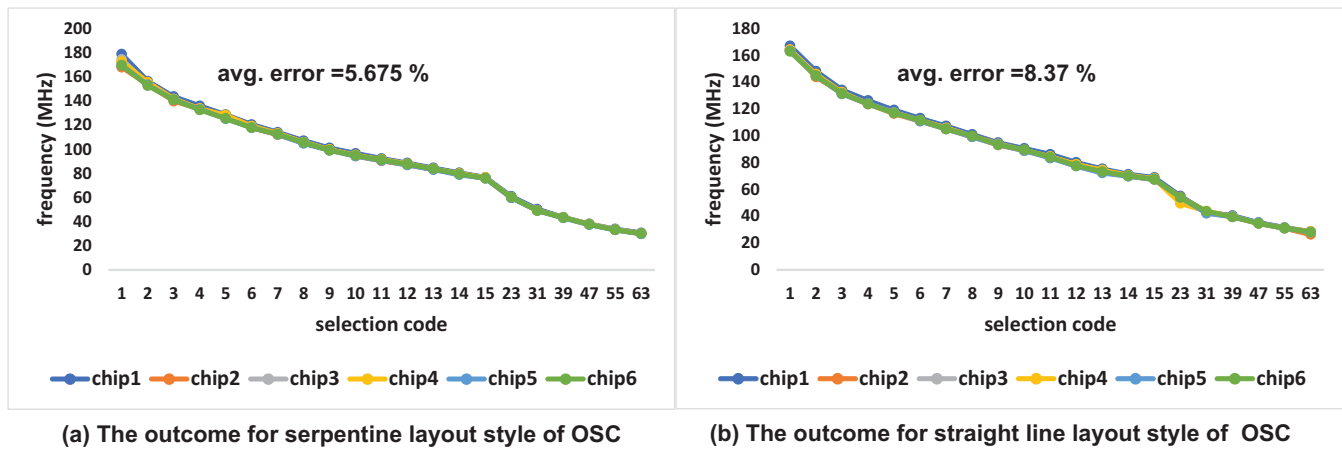 200
180
160
140
120
100
80
60
40
20
0
frequency (MHz)
avg. error =5.675 %
1 2 3 4 5 6 7 8 9 10 11 12 13 14 15 23 31 39 47 55 63
selection code
chip1 chip2 chip3 chip4 chip5 chip6
(a) The outcome for serpentine layout style of OSC
180
160
140
120
100
80
60
40
20
0
frequency (MHz)
avg. error =8.37 %
1 2 3 4 5 6 7 8 9 10 11 12 13 14 15 23 31 39 47 55 63
selection code
chip1 chip2 chip3 chip4 chip5 chip6
(b) The outcome for straight line layout style of OSC